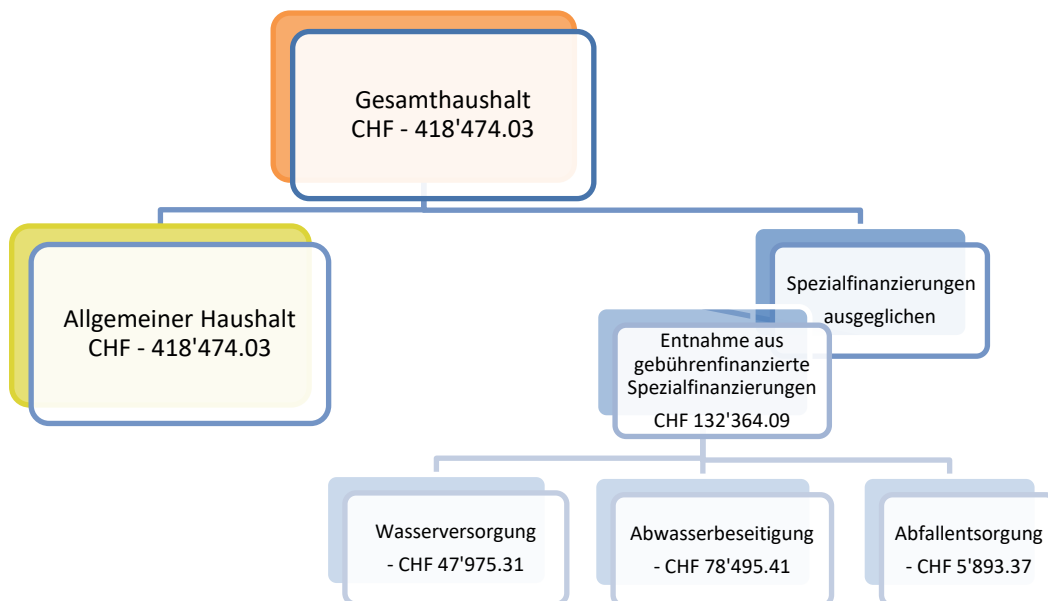 Gesamthaushalt
CHF - 418'474.03
Allgemeiner Haushalt
CHF - 418'474.03
Spezialfinanzierungen
ausgeglichen
Entnahme aus
gebührenfinanzierte
Spezialfinanzierungen
CHF 132'364.09
Wasserversorgung
- CHF 47'975.31
Abwasserbeseitigung
- CHF 78'495.41
Abfallentsorgung
- CHF 5'893.37